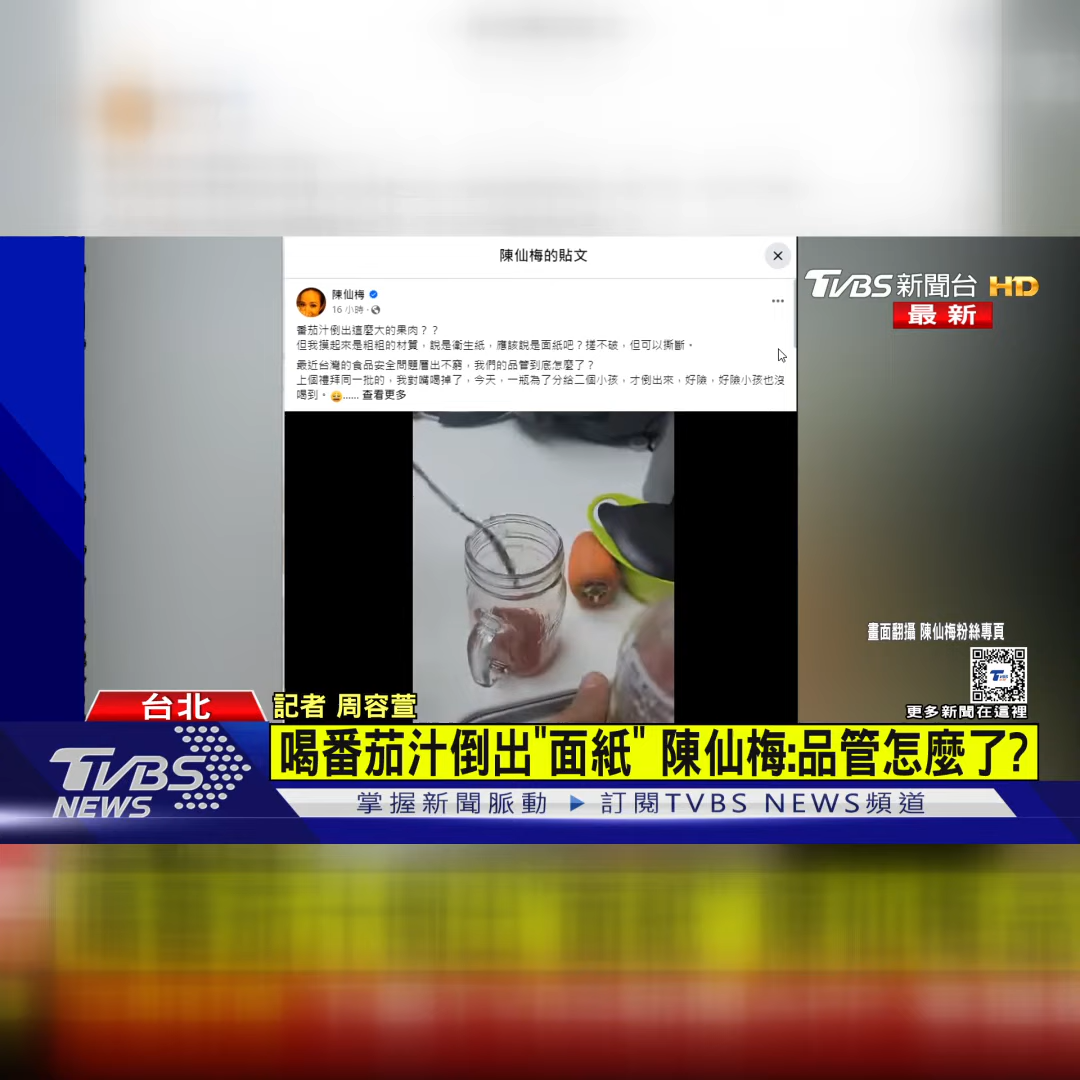 陳仙梅的貼文
陳仙梅
16 小時
番茄汁倒出這麼大的果肉？？
但我摸起來是粗粗的材質，說是衛生紙，應該說是面紙吧？搓不破，但可以撕斷。
最近台灣的食品安全問題層出不窮，我們的品管到底怎麼了？
上個禮拜同一批的，我對嘴喝掉了，今天，一瓶為了分給二個小孩，才倒出來，好險，好險小孩也沒
喝到。😆...... 查看更多
TVBS新聞台 HD
最新
畫面翻攝 陳仙梅粉絲專頁
更多新聞在這裡
台北
記者 周容萱
喝番茄汁倒出"面紙" 陳仙梅:品管怎麼了?
TVBS
NEWS
掌握新聞脈動 ▶ 訂閱TVBS NEWS頻道